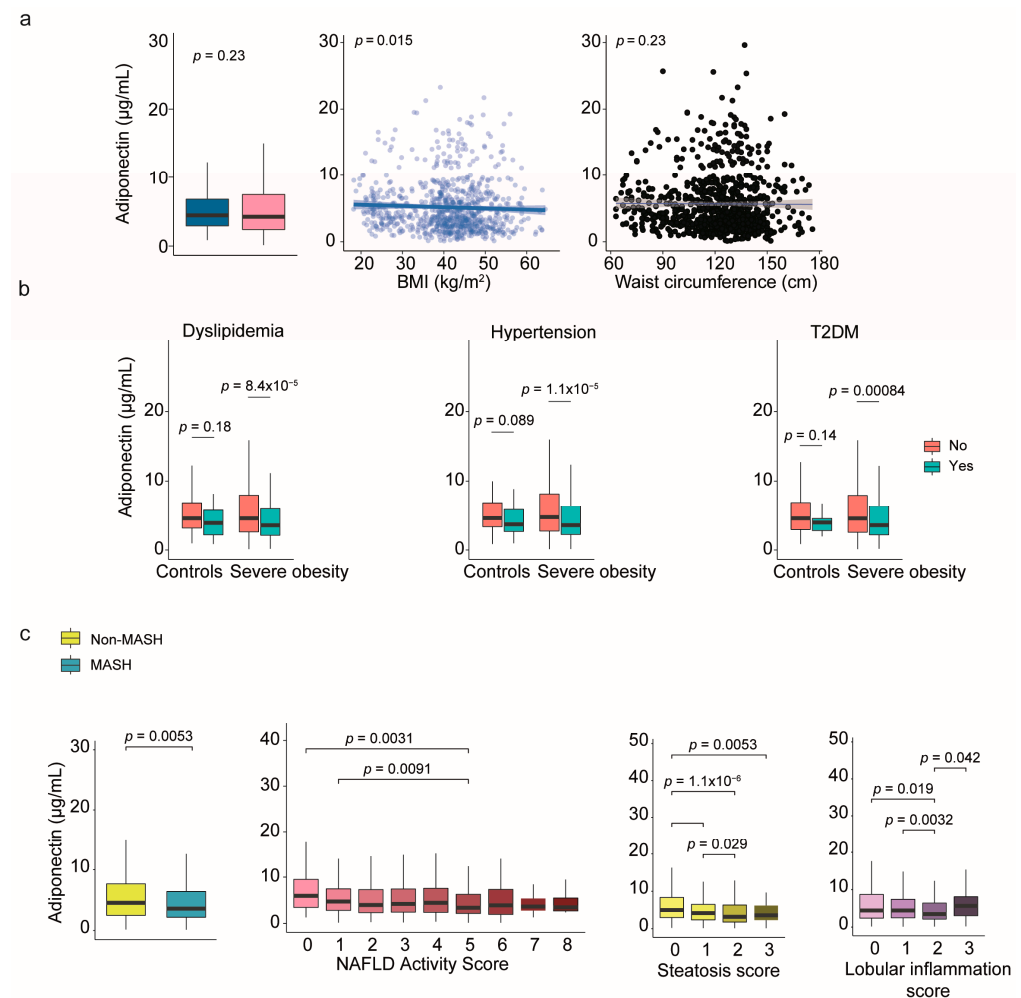 a
Adiponectin (µg/mL)
30
20
10
0
p = 0.23
30
20
10
0
p = 0.015
20 30 40 50 60
BMI (kg/m²)
30
20
10
0
p = 0.23
60 90 120 150 180
Waist circumference (cm)
b
Adiponectin (µg/mL)
Dyslipidemia
20
10
0
p = 0.18
p = 8.4x10⁻⁵
Controls Severe obesity
Hypertension
20
10
0
p = 0.089
p = 1.1x10⁻⁵
Controls Severe obesity
T2DM
20
10
0
p = 0.14
p = 0.00084
Controls Severe obesity
No
Yes
c
Non-MASH
MASH
Adiponectin (µg/mL)
30
20
10
0
p = 0.0053
40
30
20
10
0
p = 0.0031
p = 0.0091
0 1 2 3 4 5 6 7 8
NAFLD Activity Score
50
40
30
20
10
0
p = 0.0053
p = 1.1x10⁻⁶
p = 0.029
0 1 2 3
Steatosis score
50
40
30
20
10
0
p = 0.042
p = 0.019
p = 0.0032
0 1 2 3
Lobular inflammation
score